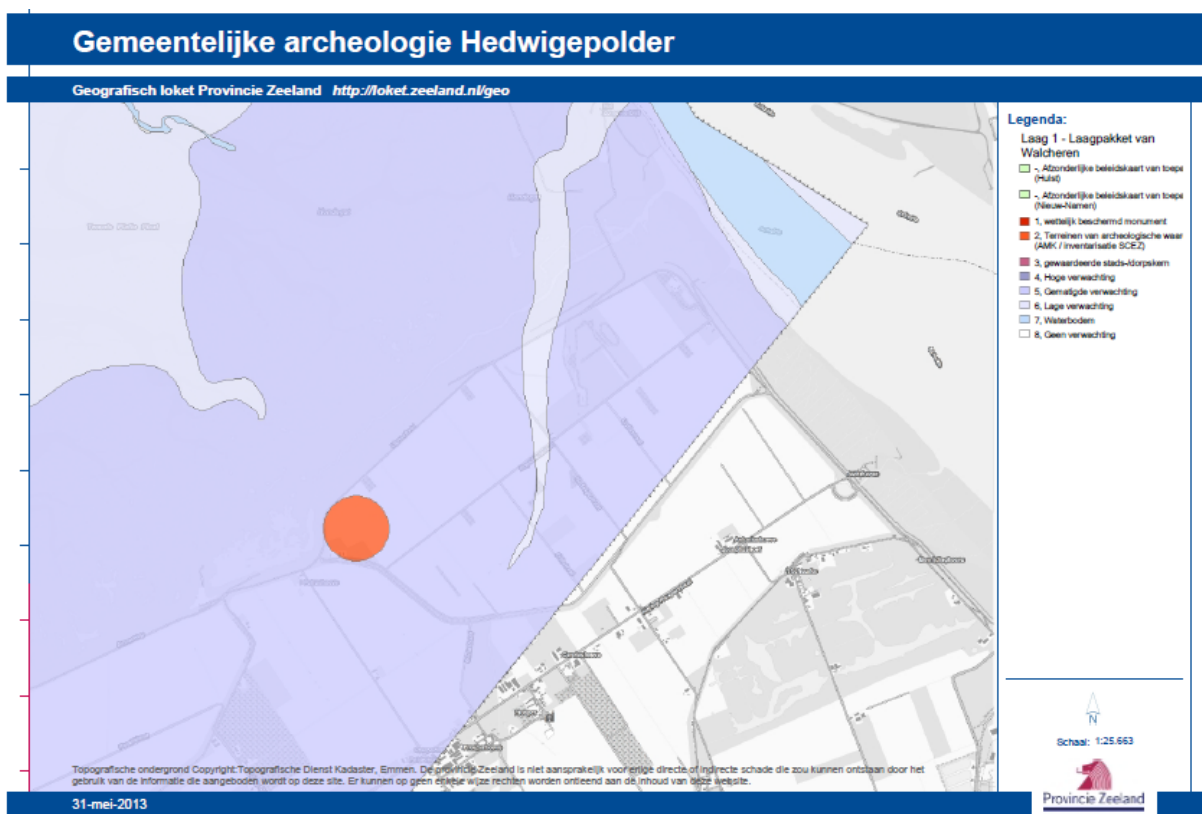 Gemeentelijke archeologie Hedwigepolder
Geografisch loket Provincie Zeeland http://loket.zeeland.nl/geo
Legenda:
Laag 1 - Laagpakket van
Walcheren
-, Afzonderlijke beleidskaart van toepa
(Hulst)
-, Afzonderlijke beleidskaart van toepa
(Nieuw-Namen)
1, wettelijk beschermd monument
2, Terreinen van archeologische waar
(AMK / inventarisatie SCEZ)
3, gewaardeerde stads-/dorpskern
4, Hoge verwachting
5, Gematigde verwachting
6, Lage verwachting
7, Waterbodem
8, Geen verwachting
N
Schaal: 1:25.663
Topografische ondergrond Copyright:Topografische Dienst Kadaster, Emmen. De provincie Zeeland is niet aansprakelijk voor enige directe of indirecte schade die zou kunnen ontstaan door het
gebruik van de informatie die aangeboden wordt op deze site. Er kunnen op geen enkele wijze rechten worden ontleend aan de inhoud van deze website.
31-mei-2013
Provincie Zeeland